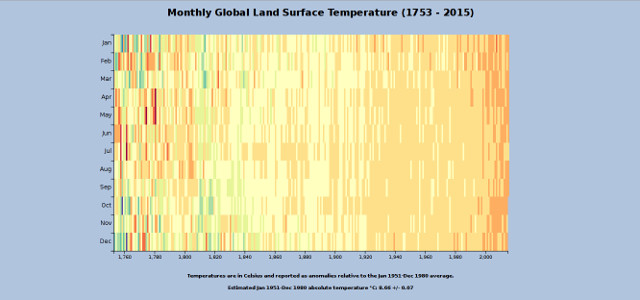 Monthly Global Land Surface Temperature (1753 - 2015)
Jan
Feb
Mar
Apr
May
Jun
Jul
Aug
Sep
Oct
Nov
Dec
1,760 1,780 1,800 1,820 1,840 1,860 1,880 1,900 1,920 1,940 1,960 1,980 2,000
Temperatures are in Celsius and reported as anomalies relative to the Jan 1951-Dec 1980 average.
Estimated Jan 1951-Dec 1980 absolute temperature °C: 8.66 +/- 0.07